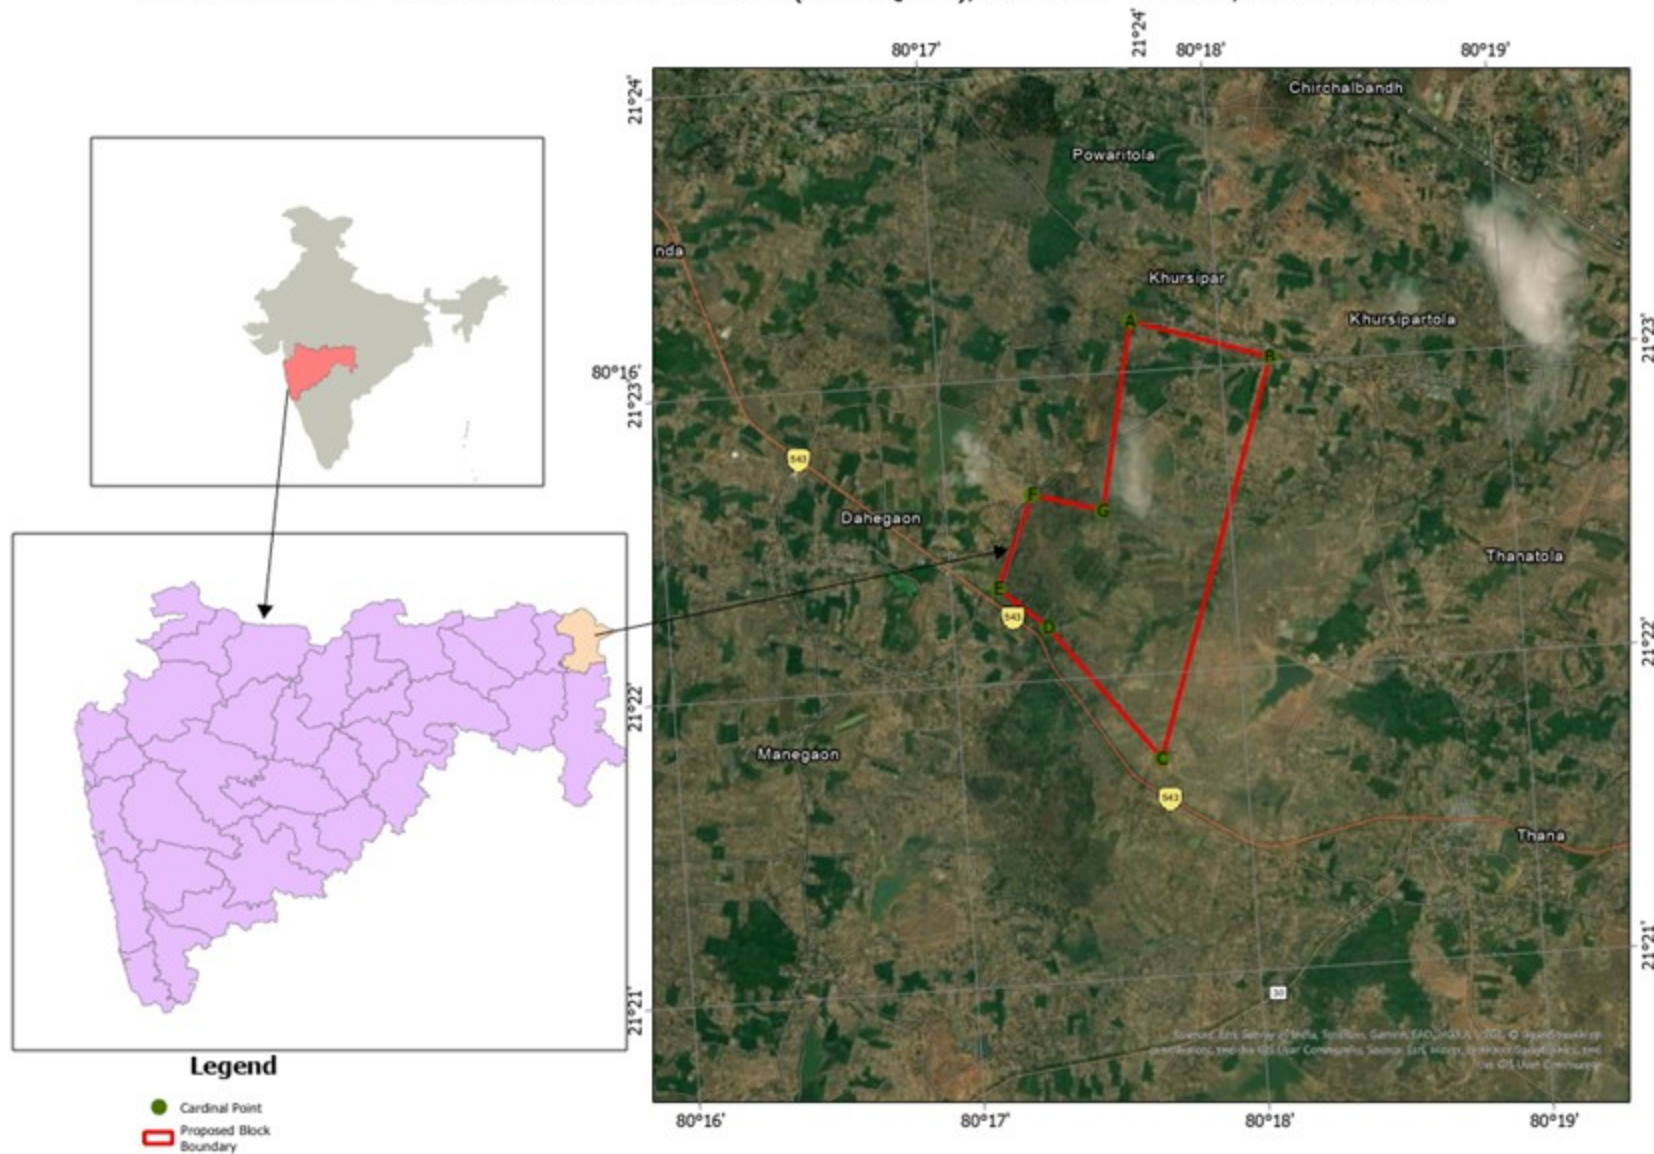 80°17' 21°24' 80°18' 80°19'
21°24'
Chirchalbandh
Powaritola
nda
Khursipar
A
Khursipartola
21°23'
B
80°16'
21°23'
543
F
G
Dahegaon
Thanatola
E
543
D
21°22'
21°22'
Manegaon
C
543
Thana
21°21'
30
21°21'
80°16' 80°17' 80°18' 80°19'
Legend
Cardinal Point
Proposed Block
Boundary